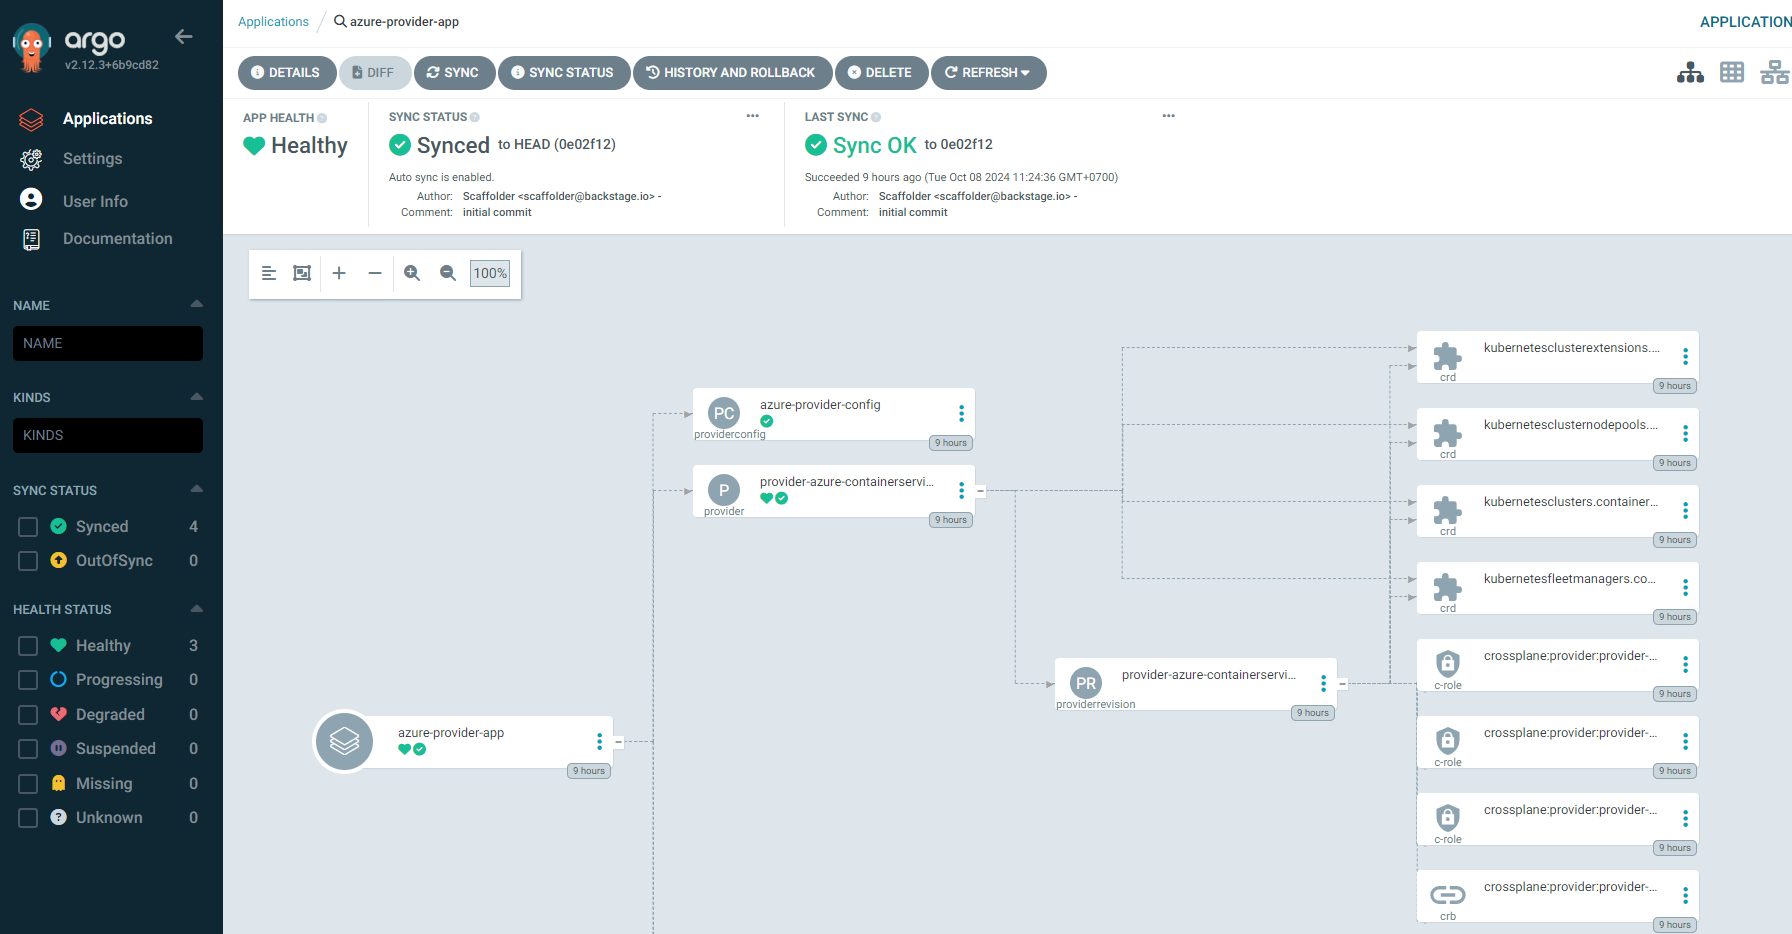 argo
v2.12.3+6b9cd82
Applications
Settings
User Info
Documentation
NAME
NAME
KINDS
KINDS
SYNC STATUS
Synced 4
OutOfSync 0
HEALTH STATUS
Healthy 3
Progressing 0
Degraded 0
Suspended 0
Missing 0
Unknown 0
Applications / azure-provider-app
APPLICATION
DETAILS DIFF SYNC SYNC STATUS HISTORY AND ROLLBACK DELETE REFRESH
APP HEALTH
Healthy
SYNC STATUS
Synced to HEAD (0e02f12)
Auto sync is enabled.
Author: Scaffolder <scaffolder@backstage.io> -
Comment: initial commit
LAST SYNC
Sync OK to 0e02f12
Succeeded 9 hours ago (Tue Oct 08 2024 11:24:36 GMT+0700)
Author: Scaffolder <scaffolder@backstage.io> -
Comment: initial commit
100%
azure-provider-app
9 hours
PC
azure-provider-config
providerconfig
9 hours
P
provider-azure-containerservi...
provider
9 hours
PR
provider-azure-containerservi...
providerrevision
9 hours
kubernetesclusterextensions....
crd
9 hours
kubernetesclusternodepools....
crd
9 hours
kubernetesclusters.container...
crd
9 hours
kubernetesfleetmanagers.co...
crd
9 hours
crossplane:provider:provider-...
c-role
9 hours
crossplane:provider:provider-...
c-role
9 hours
crossplane:provider:provider-...
c-role
9 hours
crossplane:provider:provider-...
crb
9 hours